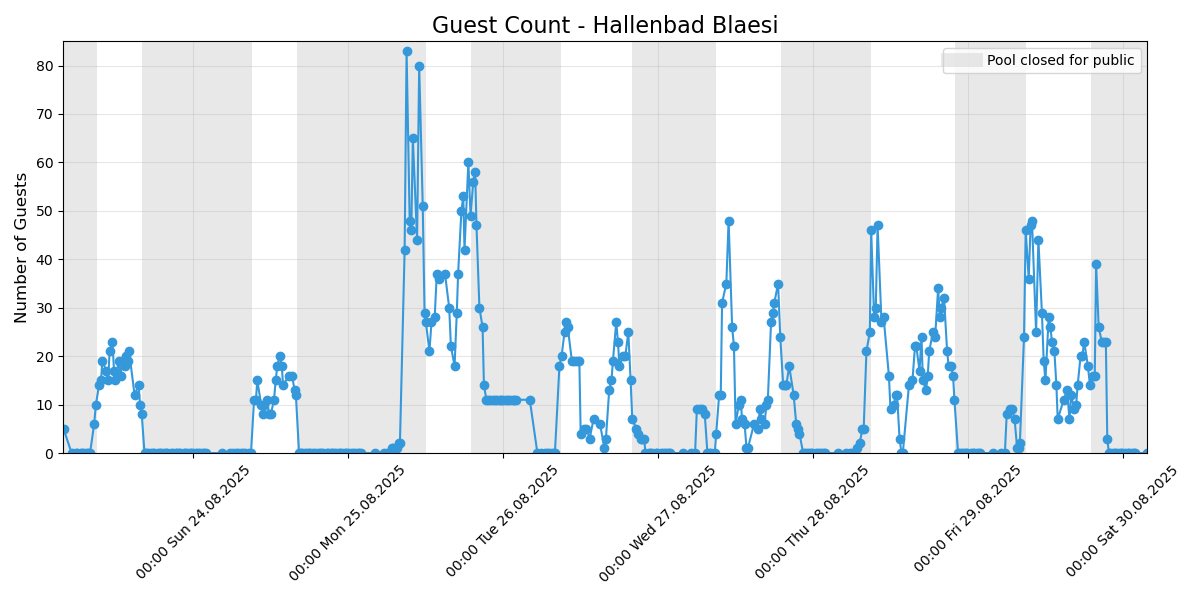 Guest Count - Hallenbad Blaesi
Pool closed for public
Number of Guests
80
70
60
50
40
30
20
10
0
00:00 Sun 24.08.2025
00:00 Mon 25.08.2025
00:00 Tue 26.08.2025
00:00 Wed 27.08.2025
00:00 Thu 28.08.2025
00:00 Fri 29.08.2025
00:00 Sat 30.08.2025